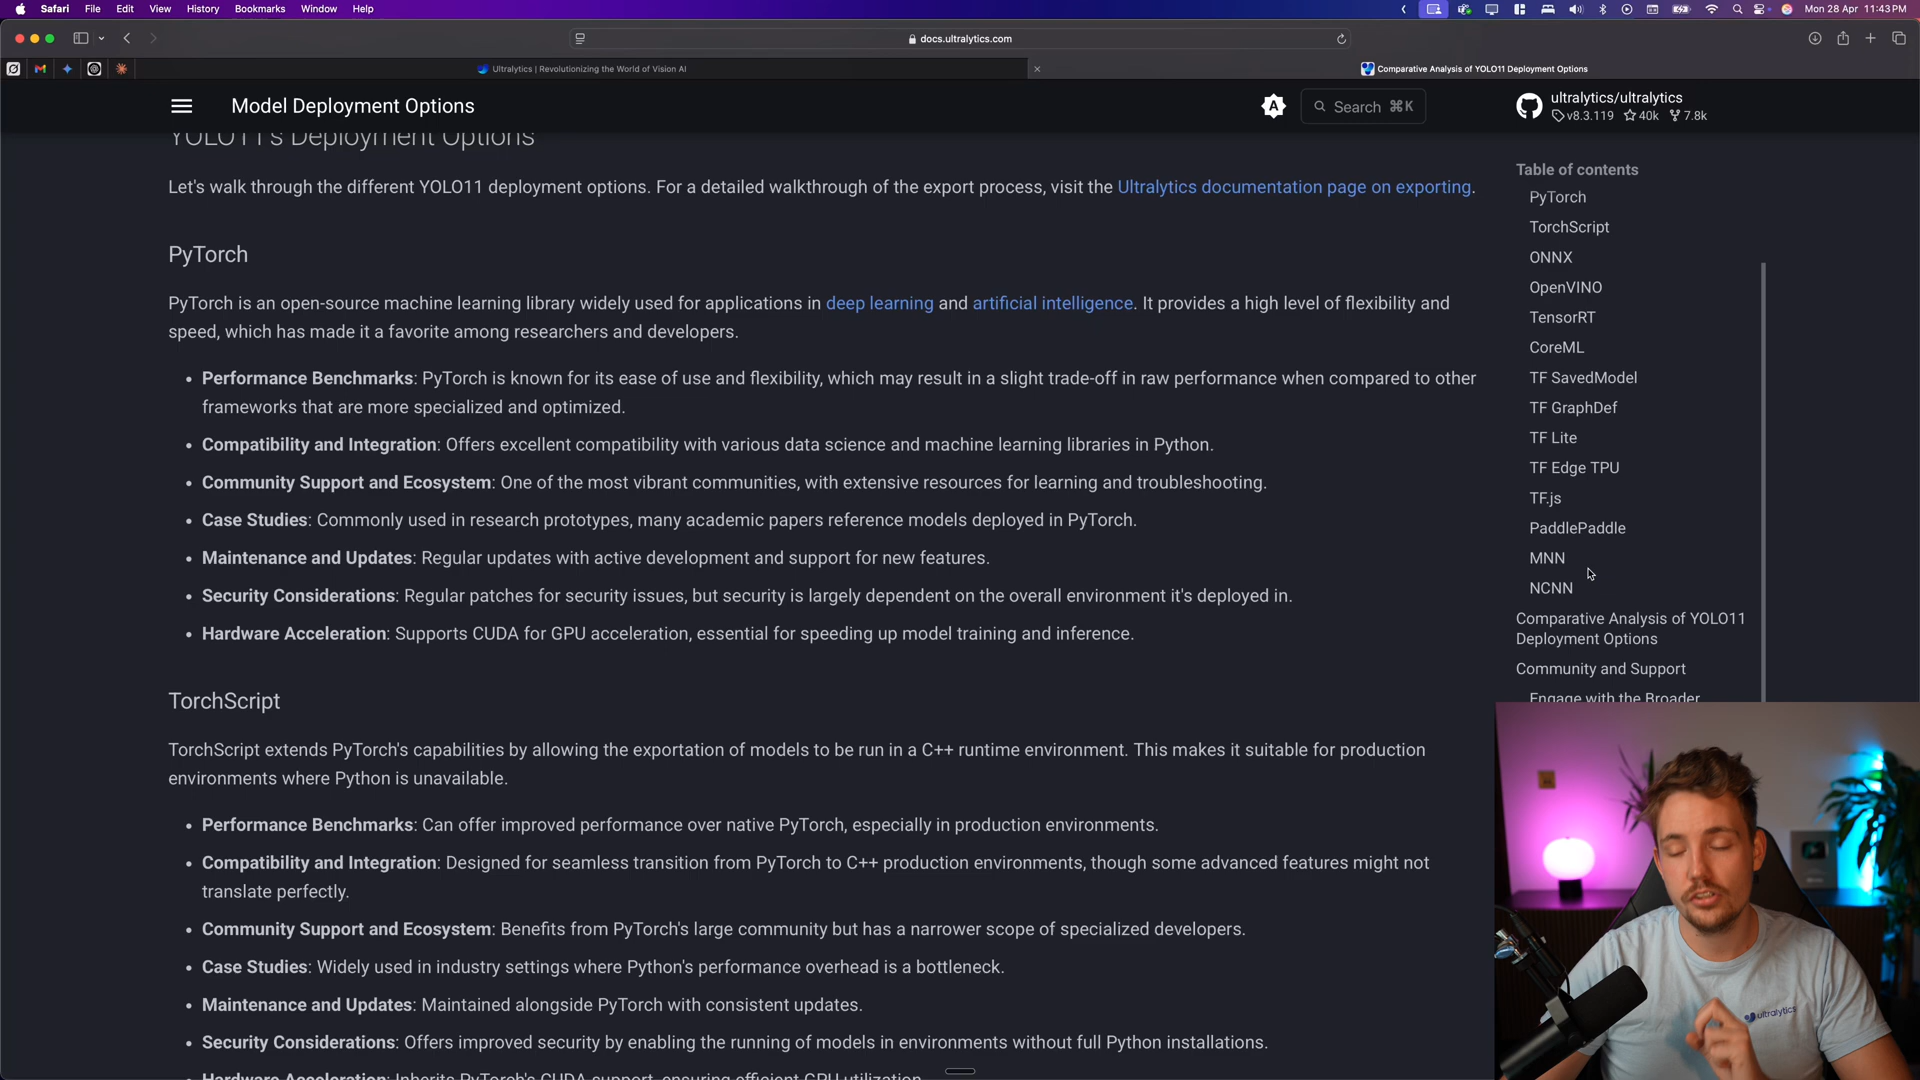 Safari File Edit View History Bookmarks Window Help
Mon 28 Apr 11:43 PM
docs.ultralytics.com
Ultralytics | Revolutionizing the World of Vision AI
Comparative Analysis of YOLO11 Deployment Options
Model Deployment Options
Search ⌘K
ultralytics/ultralytics
v8.3.119 40k 7.8k
YOLO11's Deployment Options
Let's walk through the different YOLO11 deployment options. For a detailed walkthrough of the export process, visit the Ultralytics documentation page on exporting.
PyTorch
PyTorch is an open-source machine learning library widely used for applications in deep learning and artificial intelligence. It provides a high level of flexibility and
speed, which has made it a favorite among researchers and developers.
• Performance Benchmarks: PyTorch is known for its ease of use and flexibility, which may result in a slight trade-off in raw performance when compared to other
frameworks that are more specialized and optimized.
• Compatibility and Integration: Offers excellent compatibility with various data science and machine learning libraries in Python.
• Community Support and Ecosystem: One of the most vibrant communities, with extensive resources for learning and troubleshooting.
• Case Studies: Commonly used in research prototypes, many academic papers reference models deployed in PyTorch.
• Maintenance and Updates: Regular updates with active development and support for new features.
• Security Considerations: Regular patches for security issues, but security is largely dependent on the overall environment it's deployed in.
• Hardware Acceleration: Supports CUDA for GPU acceleration, essential for speeding up model training and inference.
TorchScript
TorchScript extends PyTorch's capabilities by allowing the exportation of models to be run in a C++ runtime environment. This makes it suitable for production
environments where Python is unavailable.
• Performance Benchmarks: Can offer improved performance over native PyTorch, especially in production environments.
• Compatibility and Integration: Designed for seamless transition from PyTorch to C++ production environments, though some advanced features might not
translate perfectly.
• Community Support and Ecosystem: Benefits from PyTorch's large community but has a narrower scope of specialized developers.
• Case Studies: Widely used in industry settings where Python's performance overhead is a bottleneck.
• Maintenance and Updates: Maintained alongside PyTorch with consistent updates.
• Security Considerations: Offers improved security by enabling the running of models in environments without full Python installations.
Hardware Acceleration: Inherits PyTorch's CUDA support, ensuring efficient GPU utilization.
Table of contents
PyTorch
TorchScript
ONNX
OpenVINO
TensorRT
CoreML
TF SavedModel
TF GraphDef
TF Lite
TF Edge TPU
TF.js
PaddlePaddle
MNN
NCNN
Comparative Analysis of YOLO11
Deployment Options
Community and Support
Engage with the Broader
ultralytics